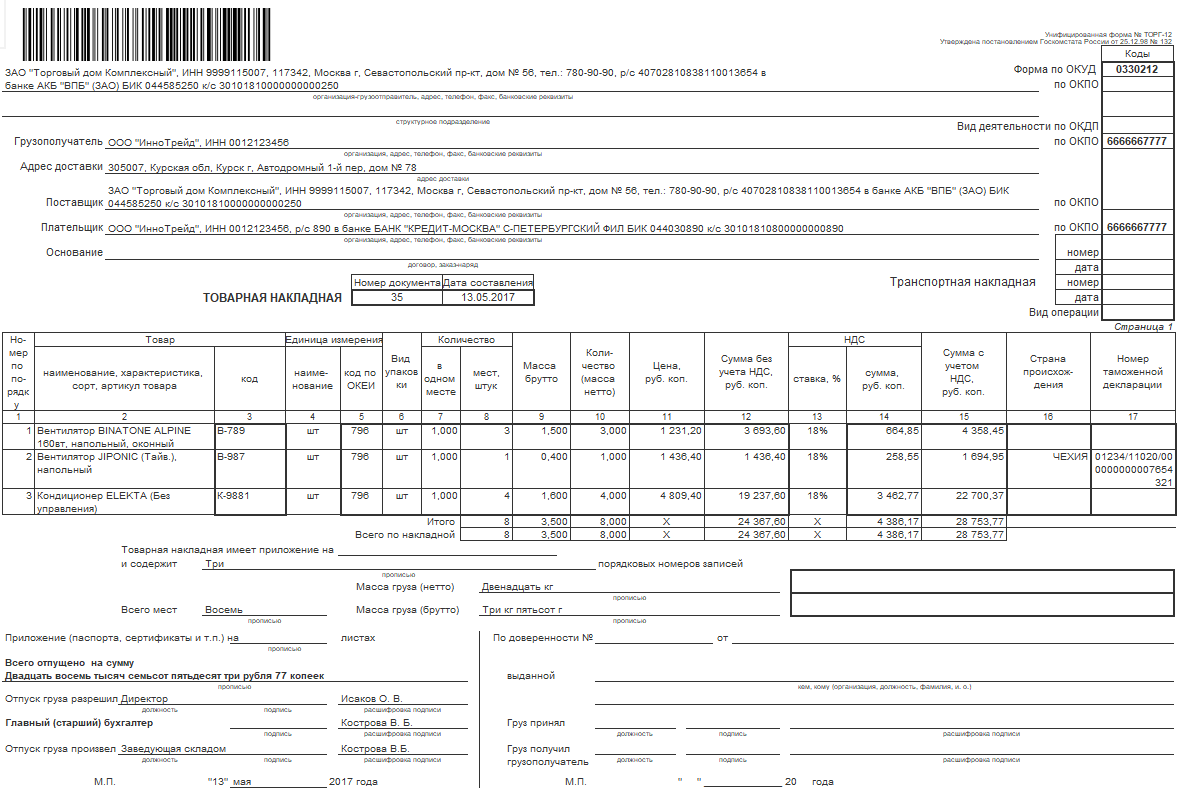 Унифицированная форма № ТОРГ-12
Утверждена постановлением Госкомстата России от 25.12.98 № 132
Коды
Форма по ОКУД 0330212
ЗАО "Торговый дом Комплексный", ИНН 9999115007, 117342, Москва г, Севастопольский пр-кт, дом № 56, тел.: 780-90-90, р/с 40702810838110013654 в
банке АКБ "ВПБ" (ЗАО) БИК 044585250 к/с 30101810000000000250
по ОКПО
организация-грузоотправитель, адрес, телефон, факс, банковские реквизиты
структурное подразделение
Вид деятельности по ОКДП
Грузополучатель ООО "ИнноТрейд", ИНН 0012123456 по ОКПО 6666667777
организация, адрес, телефон, факс, банковские реквизиты
Адрес доставки 305007, Курская обл, Курск г, Автодромный 1-й пер, дом № 78
адрес доставки
ЗАО "Торговый дом Комплексный", ИНН 9999115007, 117342, Москва г, Севастопольский пр-кт, дом № 56, тел.: 780-90-90, р/с 40702810838110013654 в банке АКБ "ВПБ" (ЗАО) БИК
Поставщик 044585250 к/с 30101810000000000250 по ОКПО
организация, адрес, телефон, факс, банковские реквизиты
Плательщик ООО "ИнноТрейд", ИНН 0012123456, р/с 890 в банке БАНК "КРЕДИТ-МОСКВА" С-ПЕТЕРБУРГСКИЙ ФИЛ БИК 044030890 к/с 30101810800000000890 по ОКПО 6666667777
организация, адрес, телефон, факс, банковские реквизиты
Основание номер
договор, заказ-наряд
дата
Номер документа Дата составления
Транспортная накладная номер
ТОВАРНАЯ НАКЛАДНАЯ 35 13.05.2017 дата
Вид операции
Страница 1
Но-
мер
по
по-
рядк
у
Товар
наименование, характеристика,
сорт, артикул товара
код
Единица измерения
наиме-
нование
код по
ОКЕИ
Вид
упаков
ки
Количество
в
одном
месте
мест,
штук
Масса
брутто
Коли-
чество
(масса
нетто)
Цена,
руб. коп.
Сумма без
учета НДС,
руб. коп.
НДС
ставка, %
сумма,
руб. коп.
Сумма с
учетом
НДС,
руб. коп.
Страна
происхож-
дения
Номер
таможенной
декларации
1 2 3 4 5 6 7 8 9 10 11 12 13 14 15 16 17
1 Вентилятор BINATONE ALPINE В-789 шт 796 шт 1,000 3 1,500 3,000 1 231,20 3 693,60 18% 664,85 4 358,45
160вт, напольный, оконный
2 Вентилятор JIPONIC (Тайв.), В-987 шт 796 шт 1,000 1 0,400 1,000 1 436,40 1 436,40 18% 258,55 1 694,95 ЧЕХИЯ 01234/11020/00
напольный 00000000007654
321
3 Кондиционер ELEKTA (Без К-9881 шт 796 шт 1,000 4 1,600 4,000 4 809,40 19 237,60 18% 3 462,77 22 700,37
управления)
Итого 8 3,500 8,000 X 24 367,60 X 4 386,17 28 753,77
Всего по накладной 8 3,500 8,000 X 24 367,60 X 4 386,17 28 753,77
Товарная накладная имеет приложение на
и содержит Три порядковых номеров записей
прописью
Масса груза (нетто) Двенадцать кг
прописью
Всего мест Восемь Масса груза (брутто) Три кг пятьсот г
прописью прописью
Приложение (паспорта, сертификаты и т.п.) на листах
прописью
Всего отпущено на сумму
Двадцать восемь тысяч семьсот пятьдесят три рубля 77 копеек
прописью
Отпуск груза разрешил Директор Исаков О. В.
должность подпись расшифровка подписи
Главный (старший) бухгалтер Кострова В. Б.
подпись расшифровка подписи
Отпуск груза произвел Заведующая складом Кострова В.Б.
должность подпись расшифровка подписи
М.П. "13" мая 2017 года
По доверенности № от
выданной
кем, кому (организация, должность, фамилия, и. о.)
Груз принял
должность подпись расшифровка подписи
Груз получил
грузополучатель
должность подпись расшифровка подписи
М.П. " " 20 года